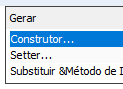 Gerar
Construtor...
Setter...
Substituir &Método de I